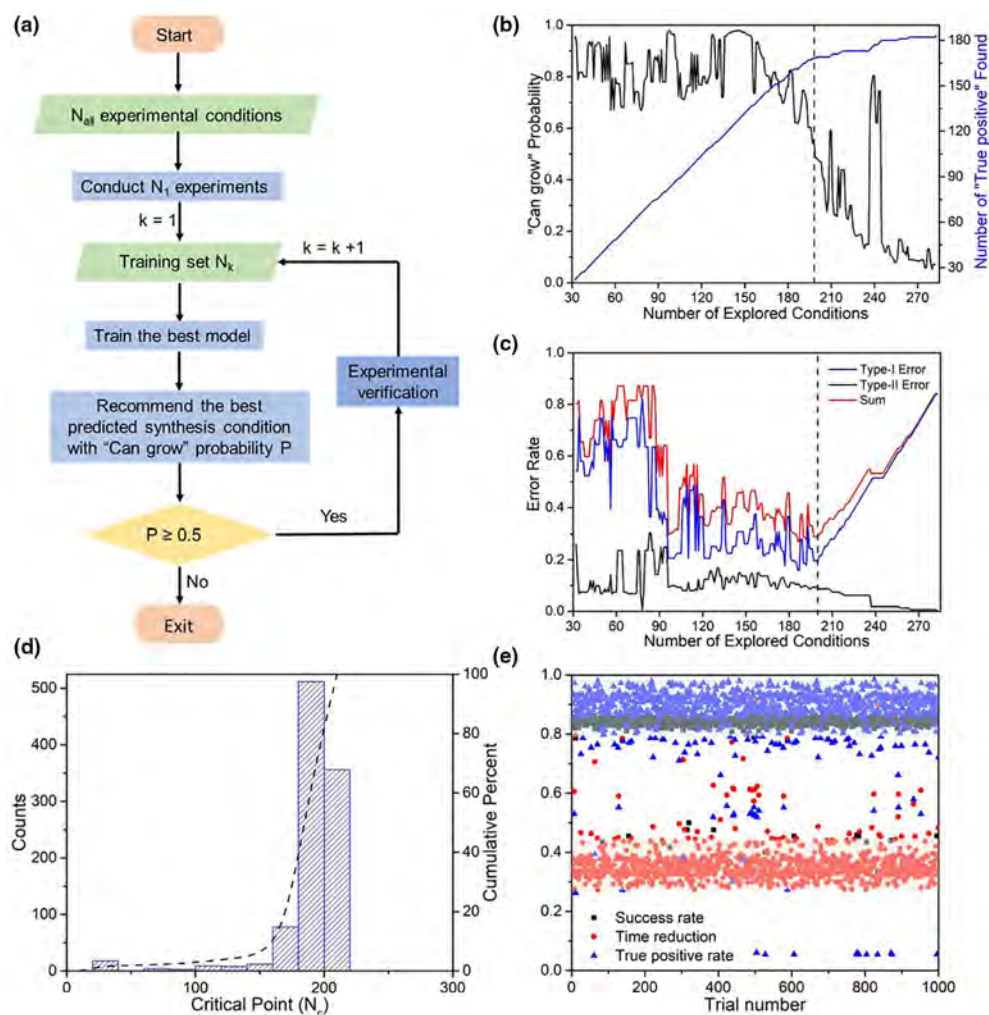 (a)
Start
N_all experimental conditions
Conduct N_1 experiments
k = 1
Training set N_k
k = k +1
Train the best model
Experimental
verification
Recommend the best
predicted synthesis condition
with "Can grow" probability P
P ≥ 0.5
Yes
No
Exit
(b)
"Can grow" Probability
1.0
0.8
0.6
0.4
0.2
0.0
30 60 90 120 150 180 210 240 270
Number of Explored Conditions
180
150
120
90
60
30
Number of "True positive" Found
(c)
Type-I Error
Type-II Error
Sum
Error Rate
1.0
0.8
0.6
0.4
0.2
0.0
30 60 90 120 150 180 210 240 270
Number of Explored Conditions
(d)
Counts
500
400
300
200
100
0
0 100 200 300
Critical Point (N_c)
100
80
60
40
20
0
Cumulative Percent
(e)
1.0
0.8
0.6
0.4
0.2
0.0
Success rate
Time reduction
True positive rate
0 200 400 600 800 1000
Trial number